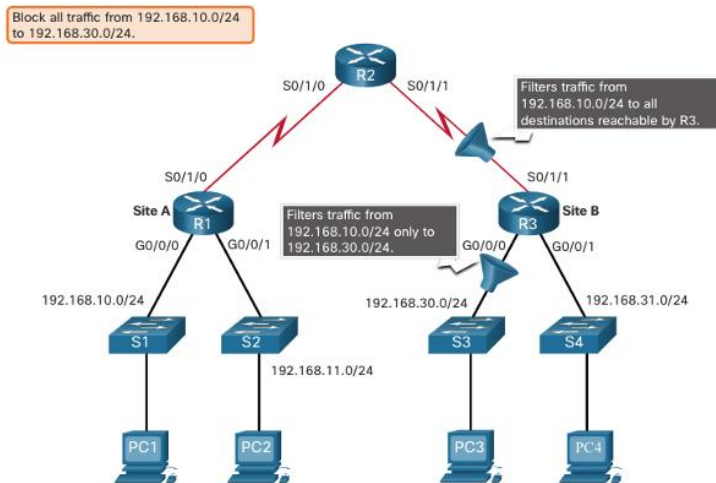 Block all traffic from 192.168.10.0/24
to 192.168.30.0/24.
R2
S0/1/0
S0/1/1
Filters traffic from
192.168.10.0/24 to all
destinations reachable by R3.
S0/1/0
S0/1/1
Site A
R1
Filters traffic from
192.168.10.0/24 only to
192.168.30.0/24.
R3
Site B
G0/0/0
G0/0/1
G0/0/0
G0/0/1
192.168.10.0/24
192.168.30.0/24
192.168.31.0/24
S1
S2
S3
S4
192.168.11.0/24
PC1
PC2
PC3
PC4